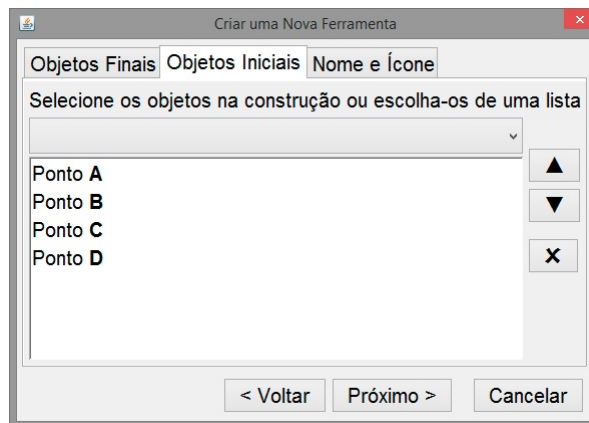 Criar uma Nova Ferramenta
Objetos Finais Objetos Iniciais Nome e Ícone
Selecione os objetos na construção ou escolha-os de uma lista
Ponto A
Ponto B
Ponto C
Ponto D
< Voltar Próximo > Cancelar